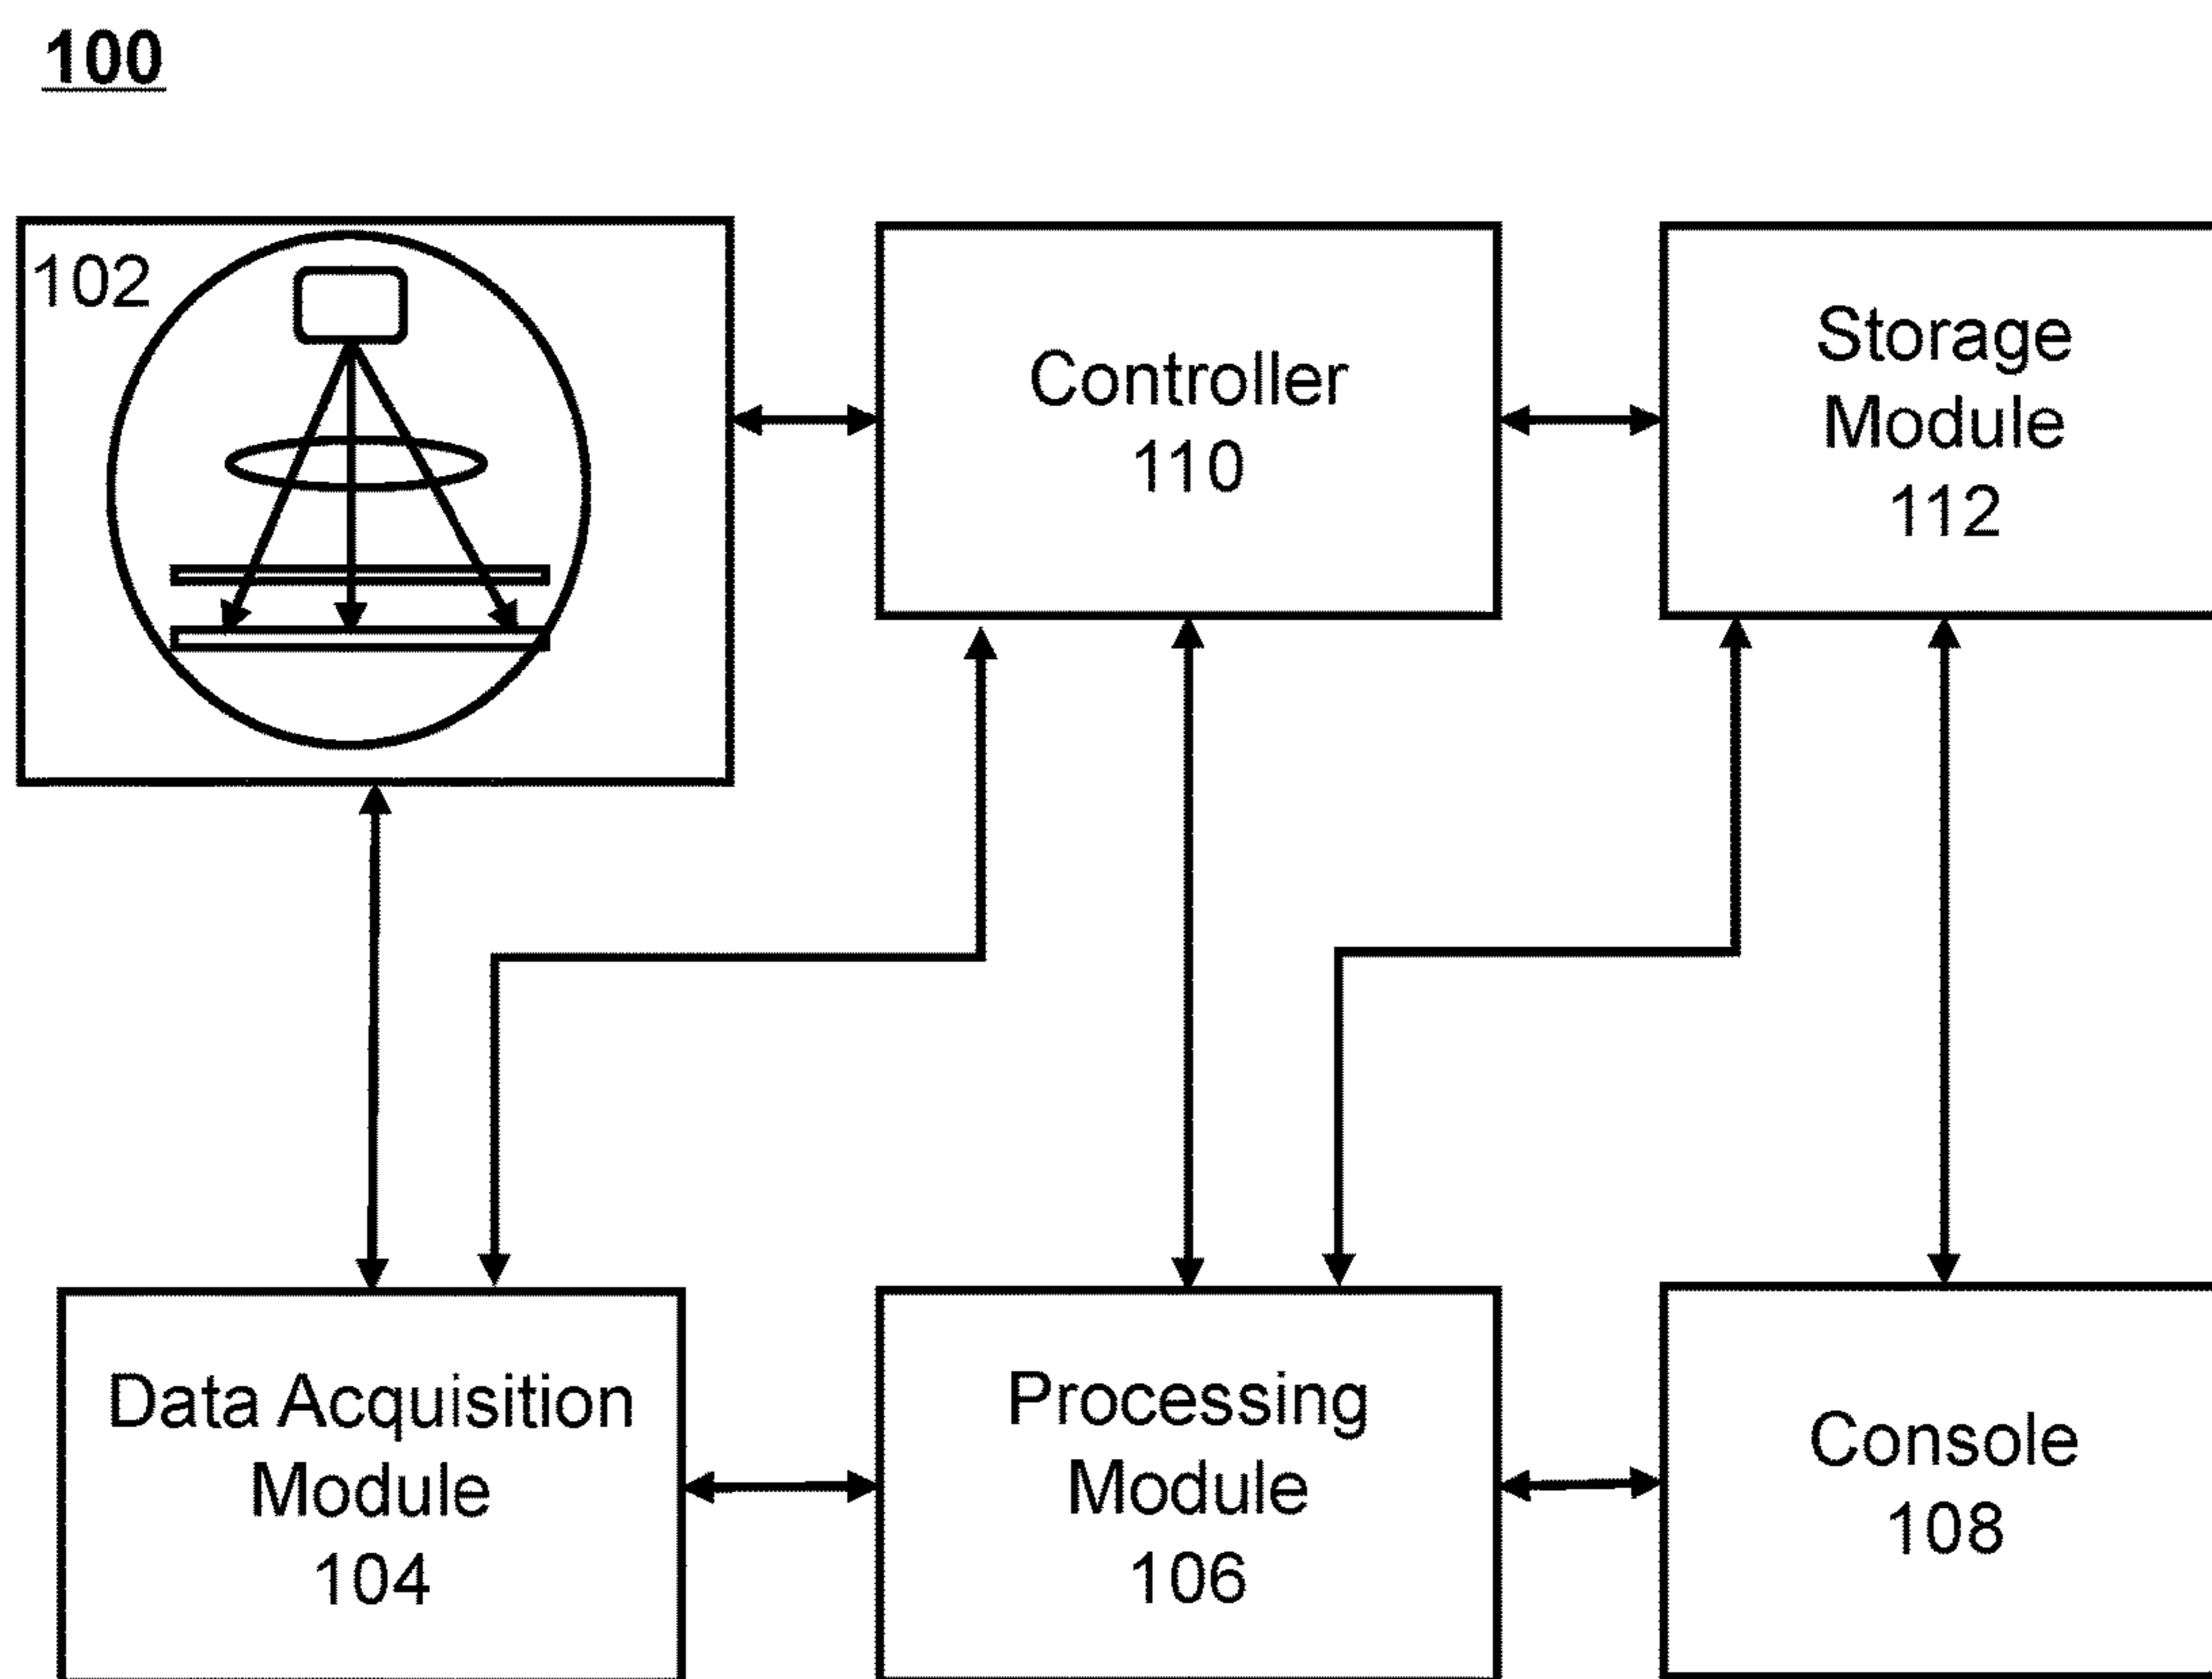 100
102
Controller
110
Storage
Module
112
Data Acquisition
Module
104
Processing
Module
106
Console
108